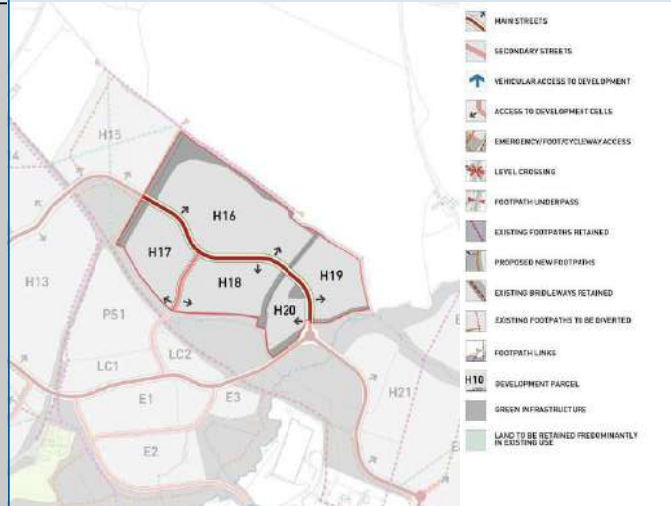 H15
H16
H17
H18
H19
H20
H13
PS1
LC1
LC2
E1
E3
E2
H21
MAIN STREETS
SECONDARY STREETS
VEHICULAR ACCESS TO DEVELOPMENT
ACCESS TO DEVELOPMENT CELLS
EMERGENCY/FOOT/CYCLEWAY ACCESS
LEVEL CROSSING
FOOTPATH UNDERPASS
EXISTING FOOTPATHS RETAINED
PROPOSED NEW FOOTPATHS
EXISTING BRIDLEWAYS RETAINED
EXISTING FOOTPATHS TO BE DIVERTED
FOOTPATH LINKS
H10 DEVELOPMENT PARCEL
GREEN INFRASTRUCTURE
LAND TO BE RETAINED PREDOMINANTLY
IN EXISTING USE